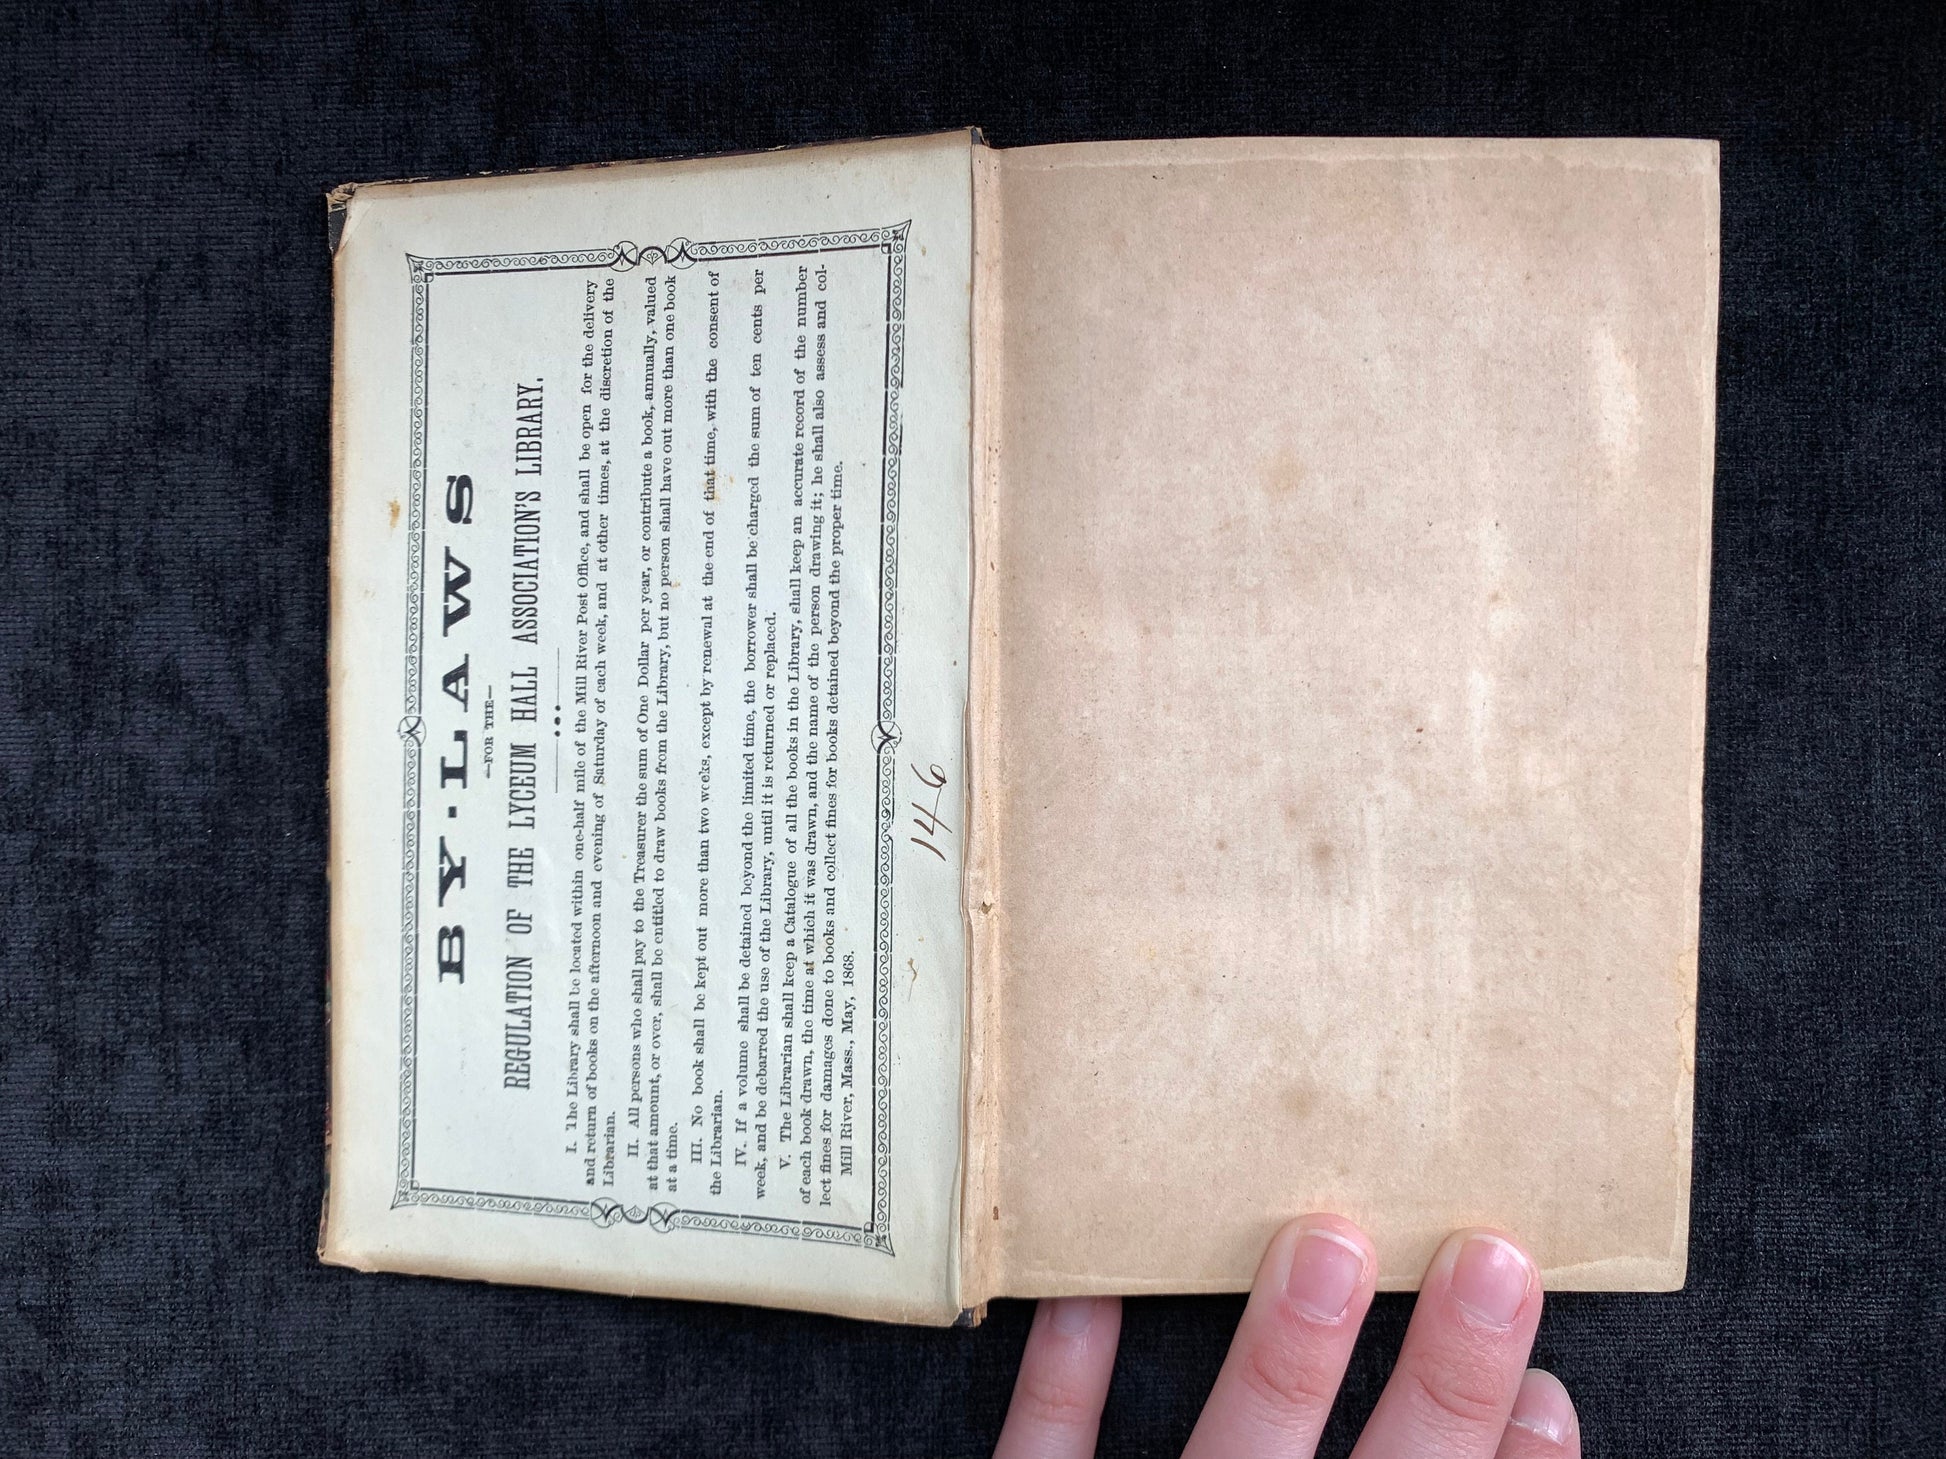 BY-LAWS
—FOR THE—
REGULATION OF THE LYCEUM HALL ASSOCIATION'S LIBRARY.
I. The Library shall be located within one-half mile of the Mill River Post Office, and shall be open for the delivery
and return of books on the afternoon and evening of Saturday of each week, and at other times, at the discretion of the
Librarian.
II. All persons who shall pay to the Treasurer the sum of One Dollar per year, or contribute a book, annually, valued
at that amount, or over, shall be entitled to draw books from the Library, but no person shall have out more than one book
at a time.
III. No book shall be kept out more than two weeks, except by renewal at the end of that time, with the consent of
the Librarian.
IV. If a volume shall be detained beyond the limited time, the borrower shall be charged the sum of ten cents per
week, and be debarred the use of the Library, until it is returned or replaced.
V. The Librarian shall keep a Catalogue of all the books in the Library, shall keep an accurate record of the number
of each book drawn, the time at which it was drawn, and the name of the person drawing it; he shall also assess and col-
lect fines for damages done to books and collect fines for books detained beyond the proper time.
Mill River, Mass., May, 1868.
146